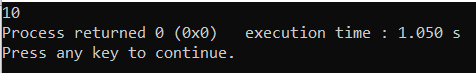 10
Process returned 0 (0x0)   execution time : 1.050 s
Press any key to continue.